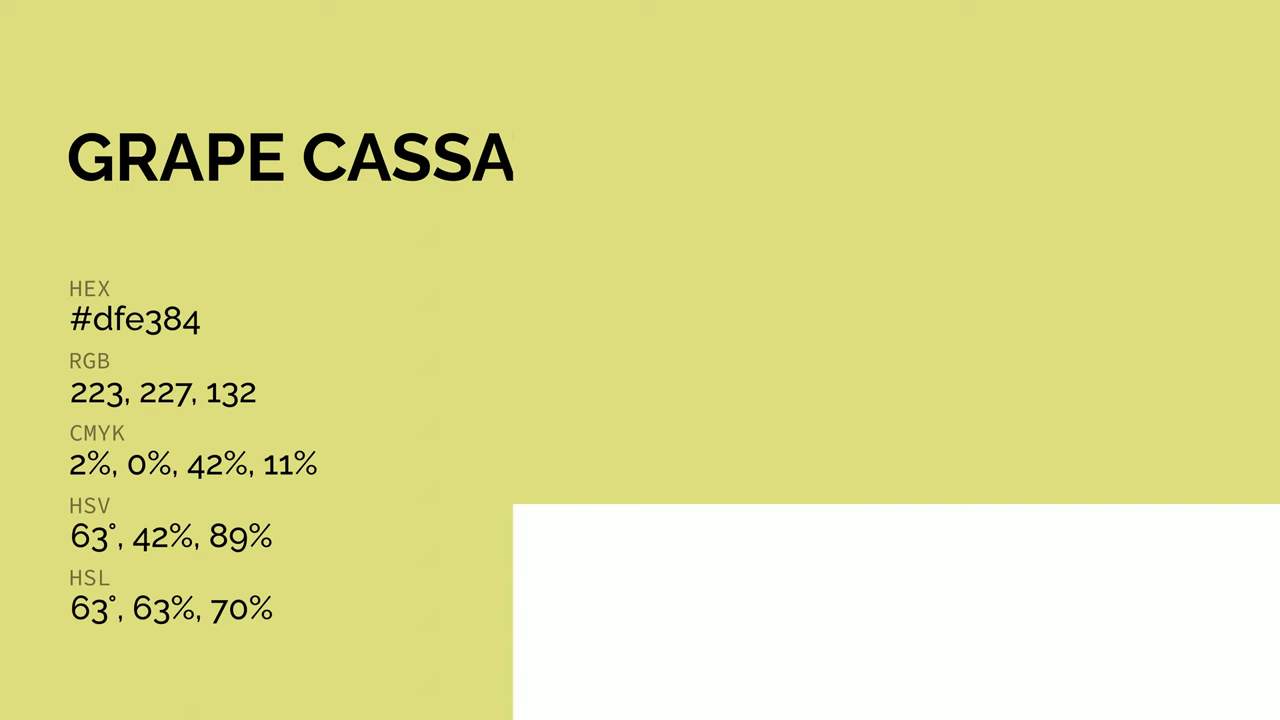 GRAPE CASSA
HEX
#dfe384
RGB
223, 227, 132
CMYK
2%, 0%, 42%, 11%
HSV
63°, 42%, 89%
HSL
63°, 63%, 70%